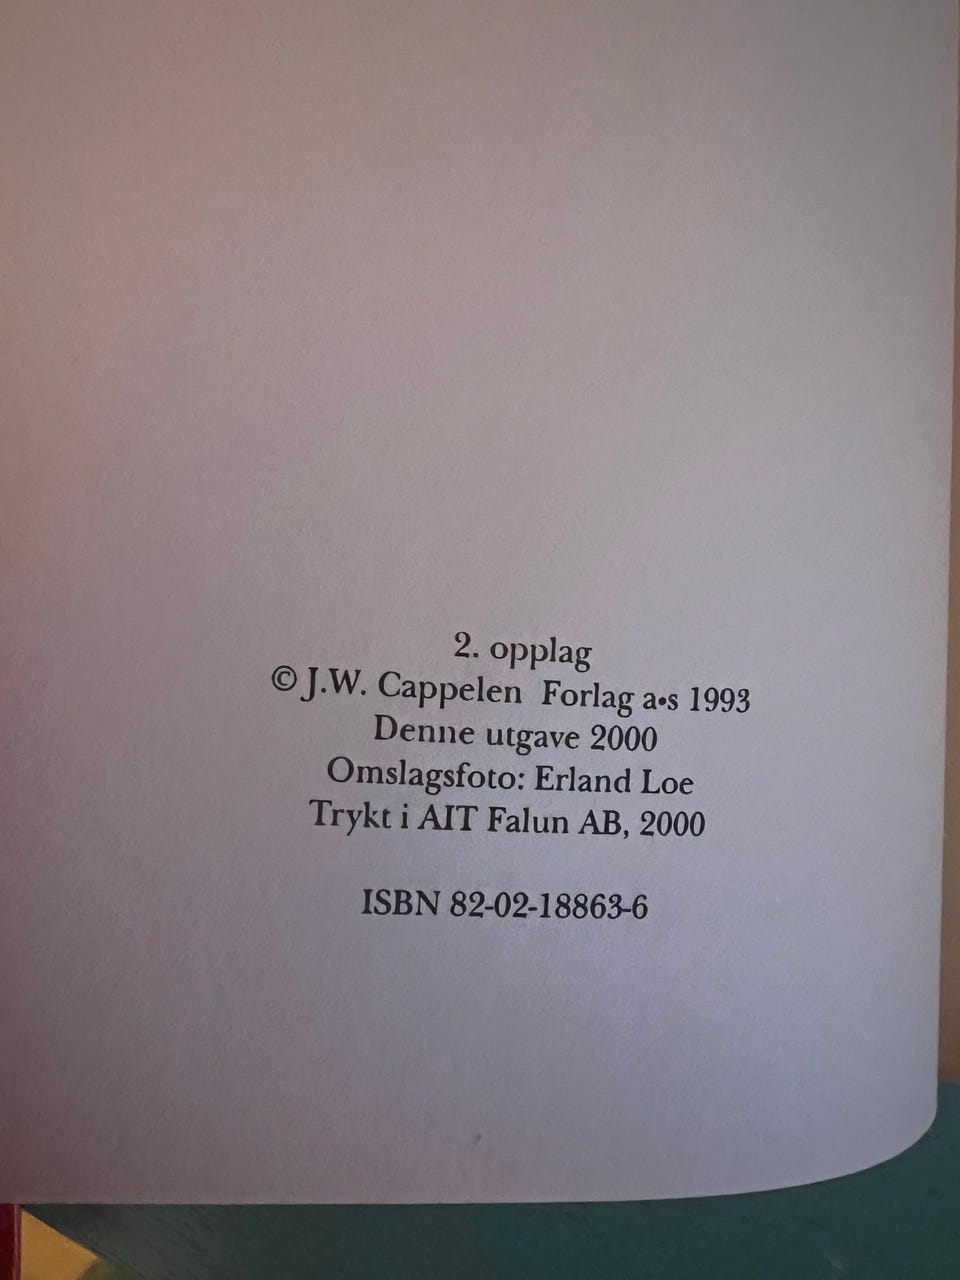 2. opplag
© J.W. Cappelen Forlag a•s 1993
Denne utgave 2000
Omslagsfoto: Erland Loe
Trykt i AIT Falun AB, 2000
ISBN 82-02-18863-6